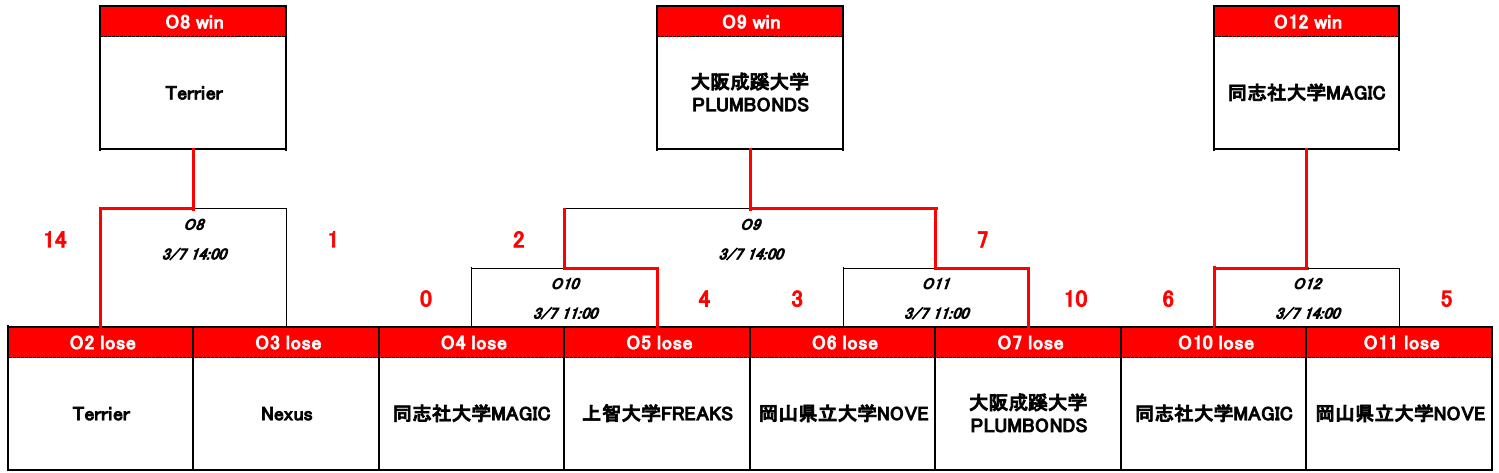 O8 win
O9 win
O12 win
Terrier
大阪成蹊大学
PLUMBONDS
同志社大学MAGIC
O8
O9
14
1
2
7
3/7 14:00
3/7 14:00
O10
O11
O12
0
4
3
10
6
5
3/7 11:00
3/7 11:00
3/7 14:00
O2 lose
O3 lose
O4 lose
O5 lose
O6 lose
O7 lose
O10 lose
O11 lose
Terrier
Nexus
同志社大学MAGIC
上智大学FREAKS
岡山県立大学NOVE
大阪成蹊大学
PLUMBONDS
同志社大学MAGIC
岡山県立大学NOVE